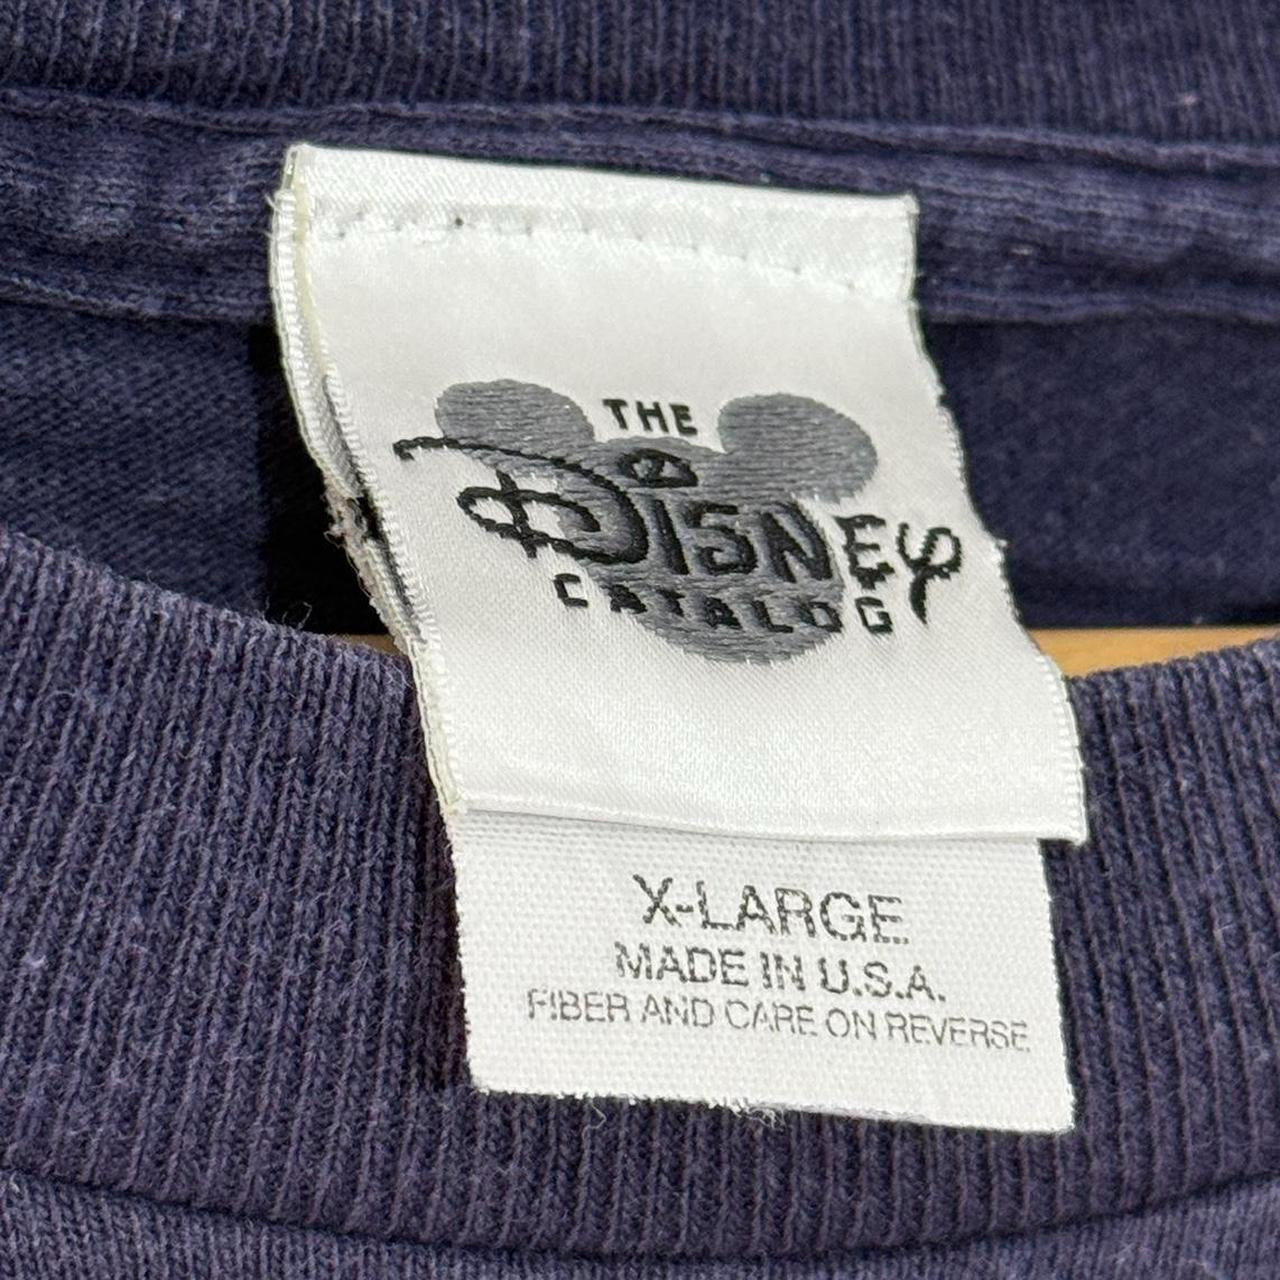 THE
Disney
CATALOG
X-LARGE
MADE IN U.S.A.
FIBER AND CARE ON REVERSE